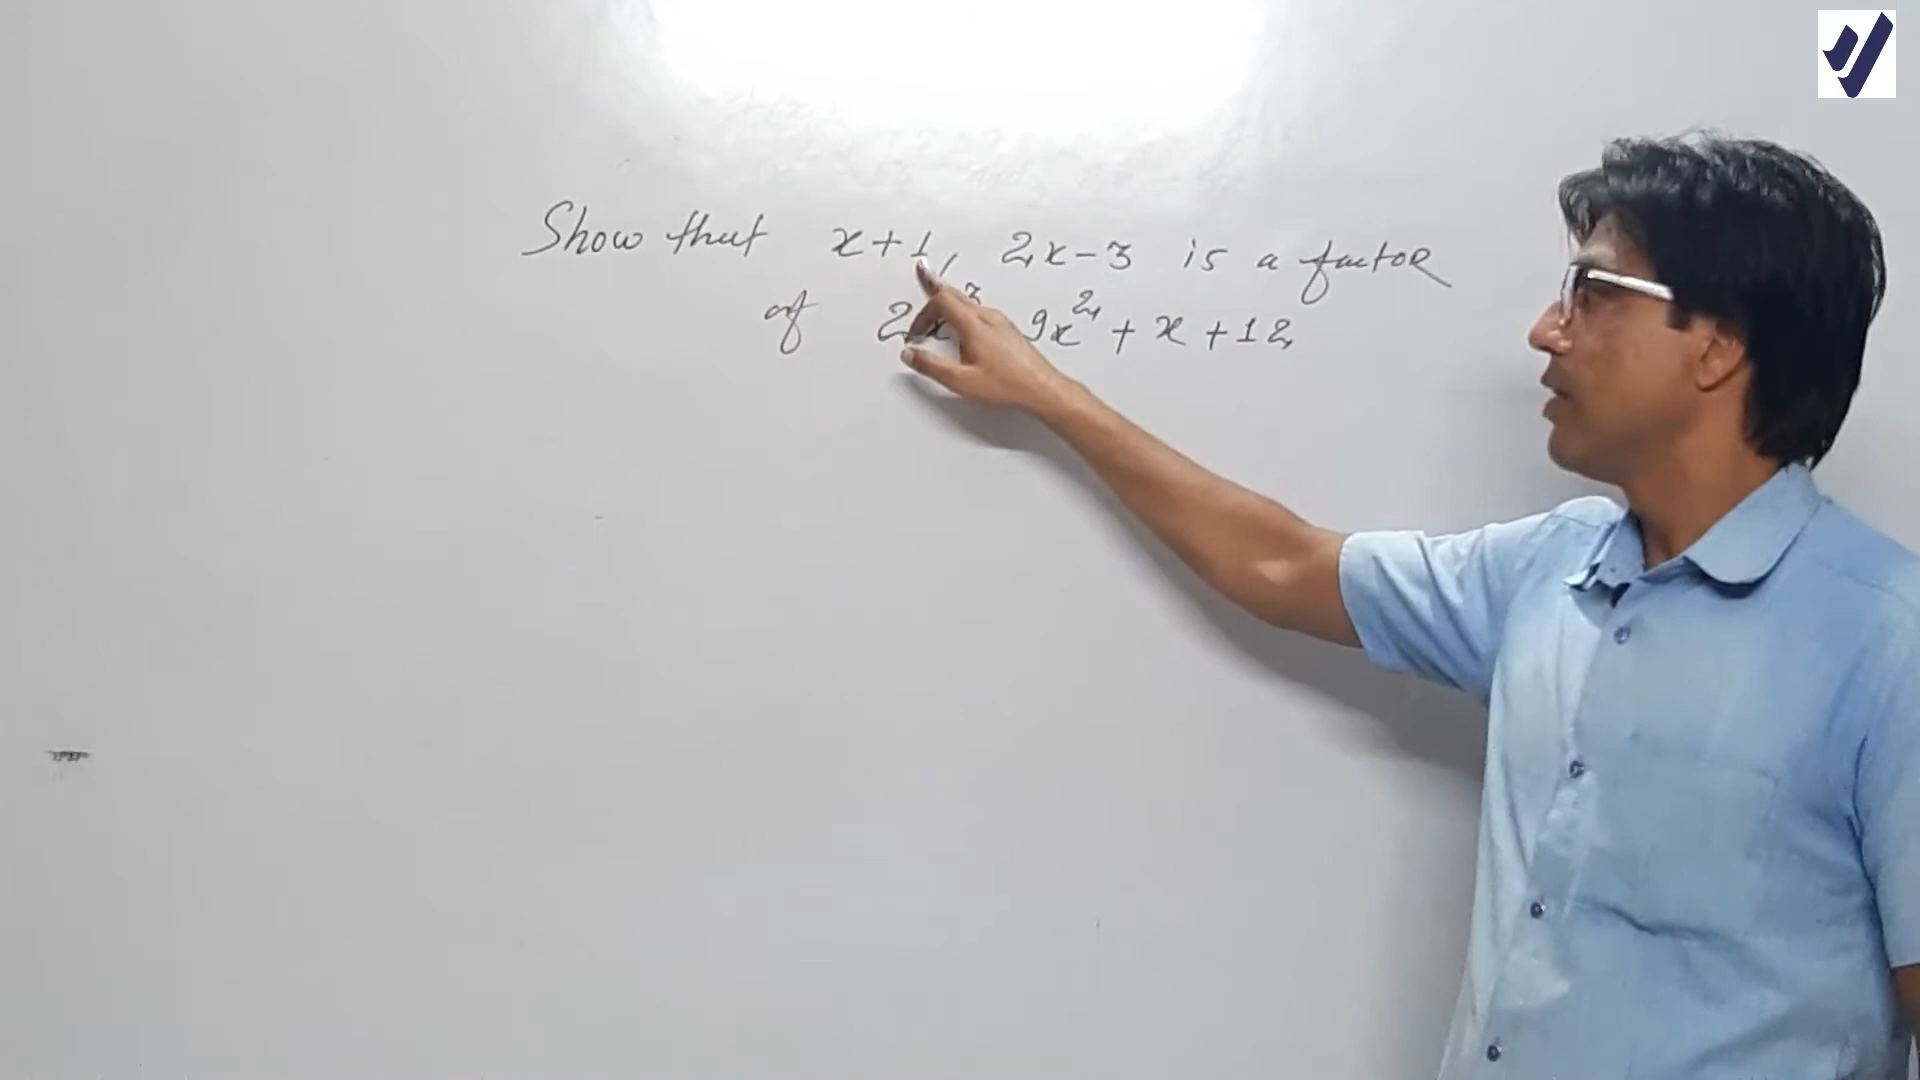 Show that x+1, 2x-3 is a factor
of 2x³ 9x²+x+12